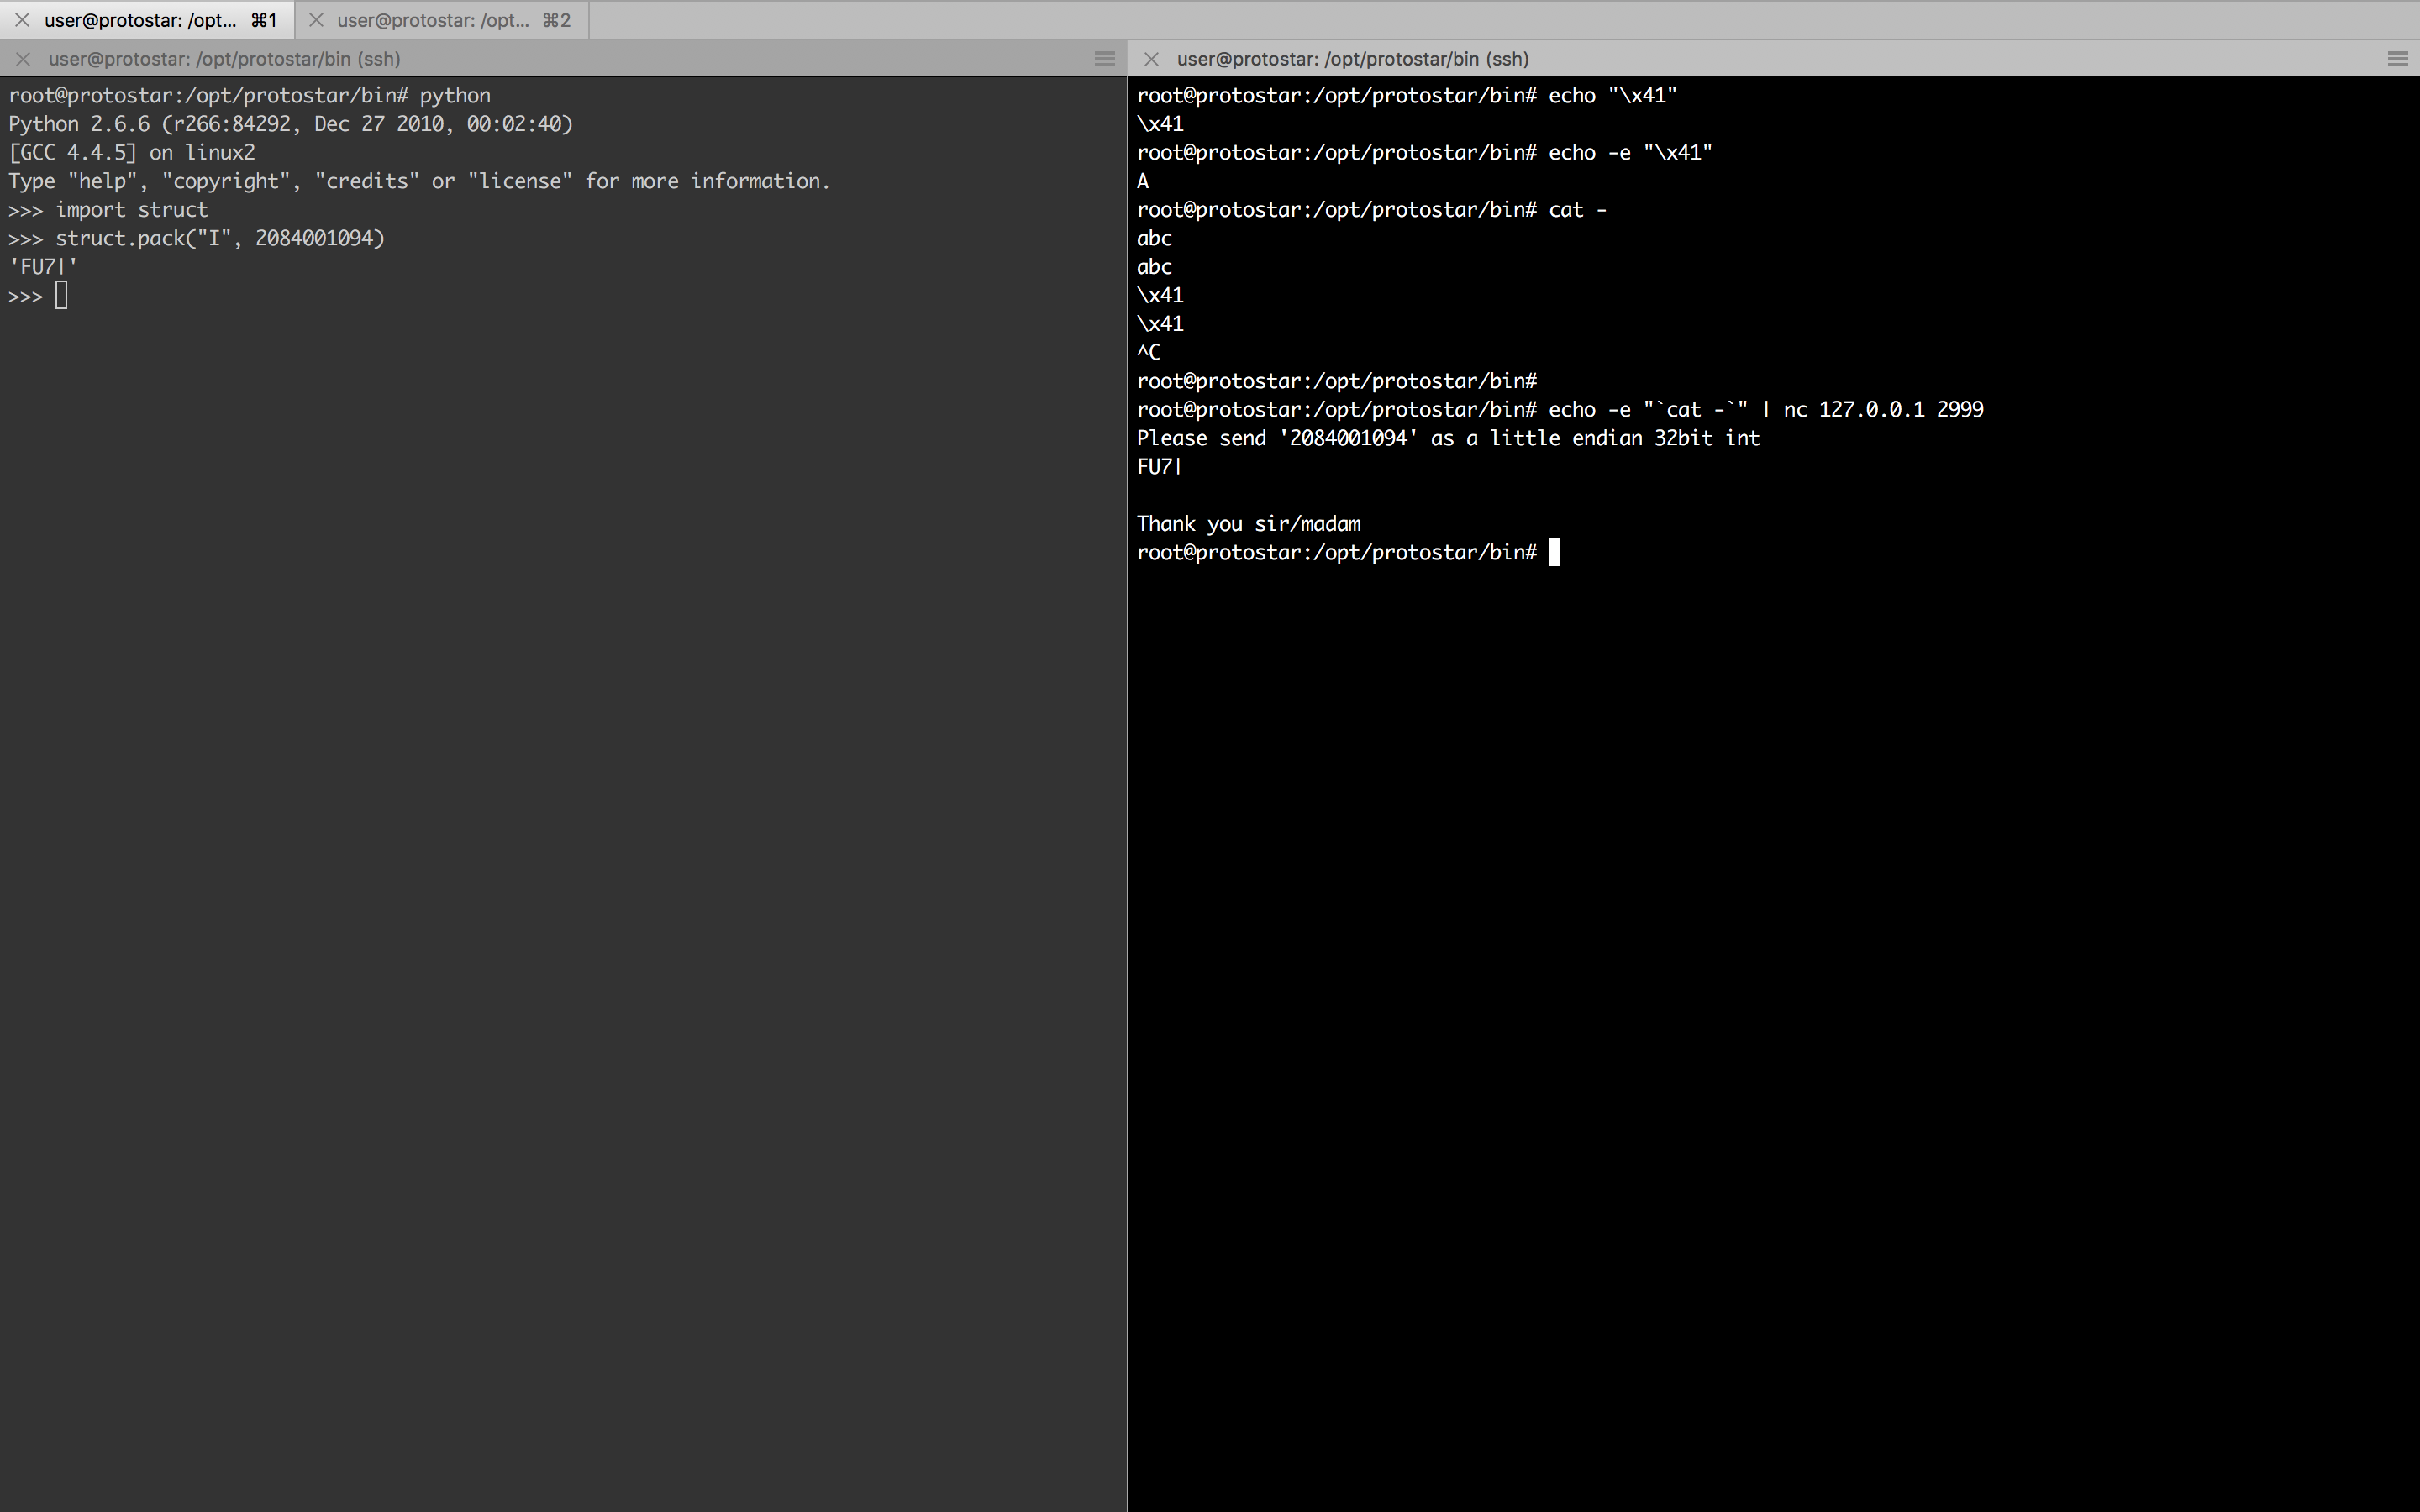 user@protostar: /opt... ⌘1
user@protostar: /opt... ⌘2
user@protostar: /opt/protostar/bin (ssh)
root@protostar:/opt/protostar/bin# python
Python 2.6.6 (r266:84292, Dec 27 2010, 00:02:40)
[GCC 4.4.5] on linux2
Type "help", "copyright", "credits" or "license" for more information.
>>> import struct
>>> struct.pack("I", 2084001094)
'FU7|'
>>>
user@protostar: /opt/protostar/bin (ssh)
root@protostar:/opt/protostar/bin# echo "\x41"
\x41
root@protostar:/opt/protostar/bin# echo -e "\x41"
A
root@protostar:/opt/protostar/bin# cat -
abc
abc
\x41
\x41
^C
root@protostar:/opt/protostar/bin#
root@protostar:/opt/protostar/bin# echo -e "`cat -`" | nc 127.0.0.1 2999
Please send '2084001094' as a little endian 32bit int
FU7|
Thank you sir/madam
root@protostar:/opt/protostar/bin#